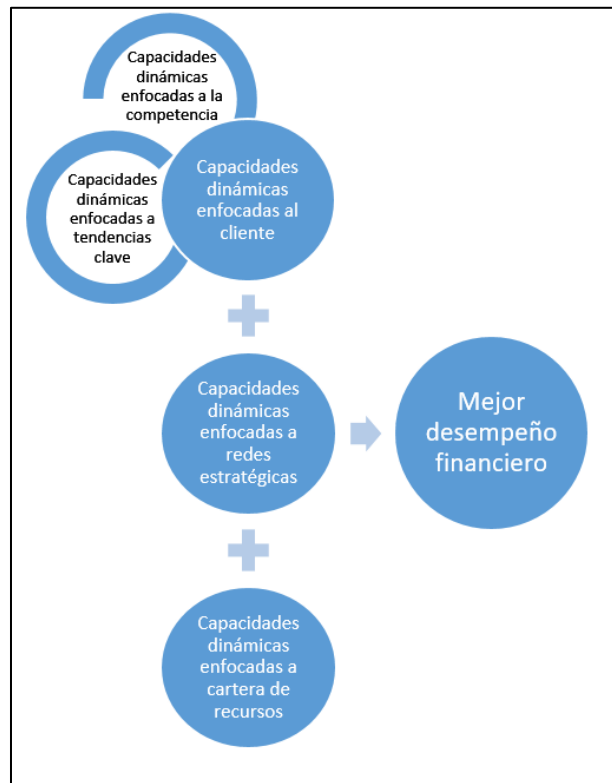 Capacidades
dinámicas
enfocadas a la
competencia
Capacidades
dinámicas
enfocadas al
cliente
Capacidades
dinámicas
enfocadas a
tendencias
clave
Capacidades
dinámicas
enfocadas a
redes
estratégicas
Mejor
desempeño
financiero
Capacidades
dinámicas
enfocadas a
cartera de
recursos